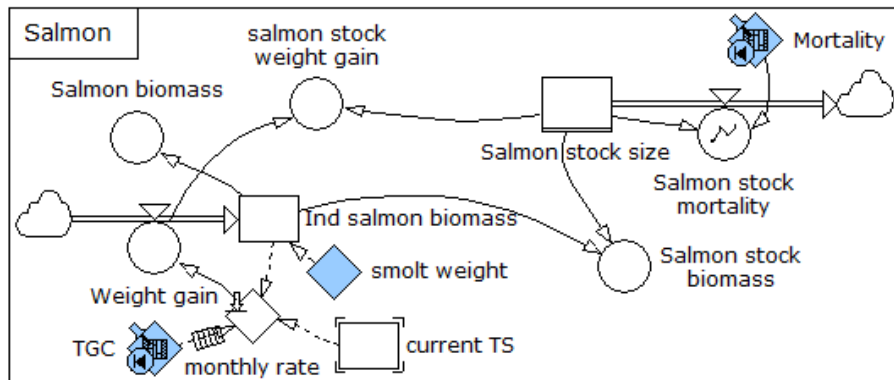 Salmon
salmon stock
weight gain
Mortality
Salmon biomass
Salmon stock size
Salmon stock
mortality
Ind salmon biomass
smolt weight
Salmon stock
biomass
Weight gain
TGC
monthly rate
current TS